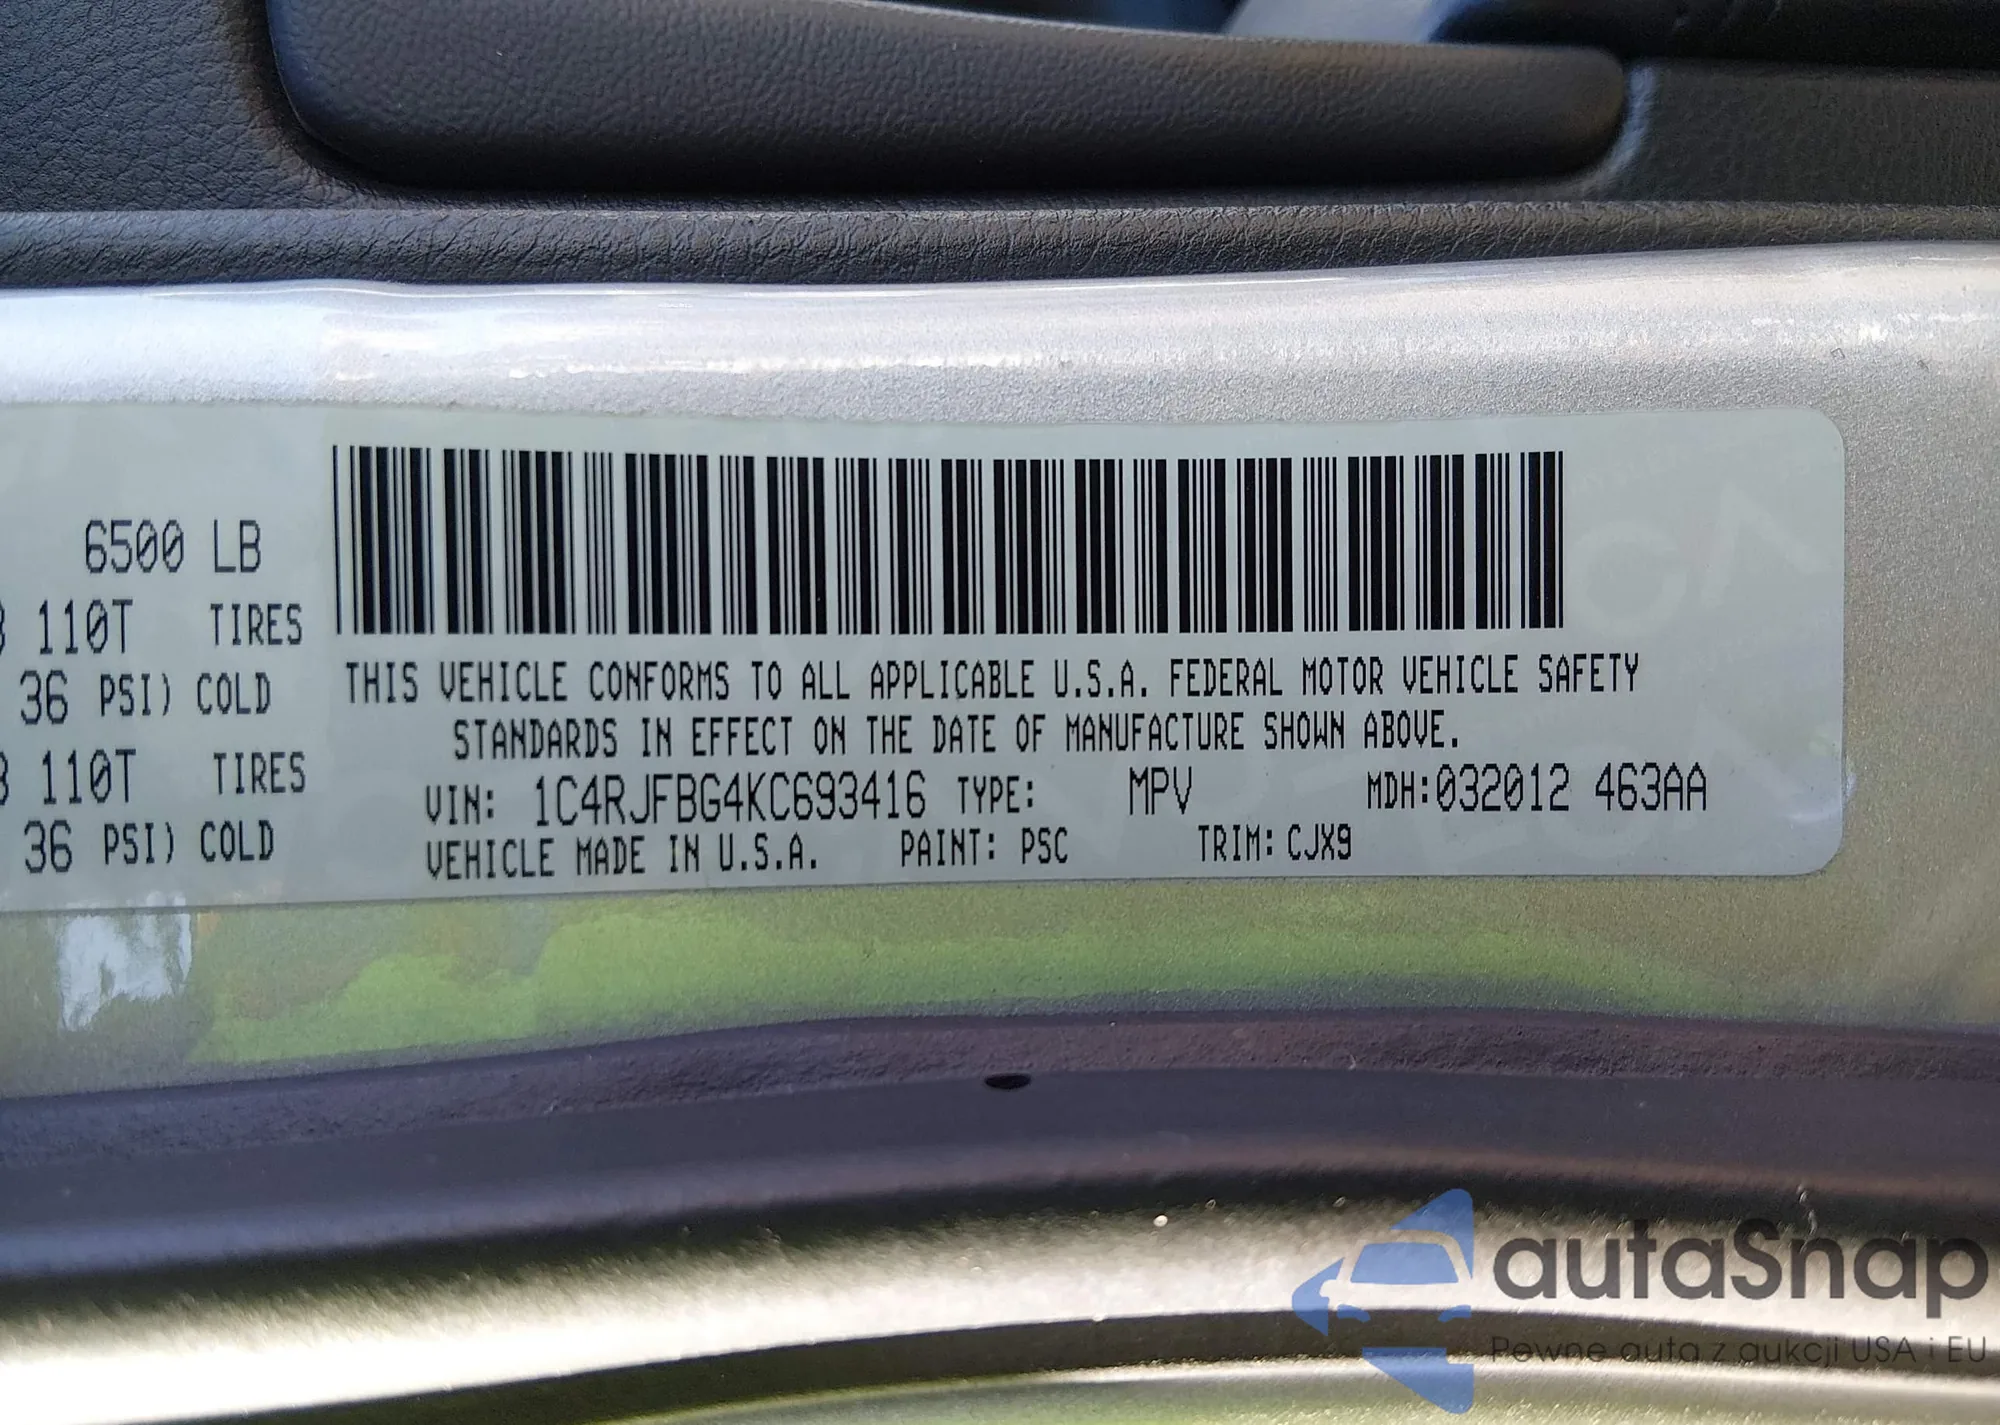 6500 LB
110T TIRES
36 PSI) COLD
110T TIRES
36 PSI) COLD
THIS VEHICLE CONFORMS TO ALL APPLICABLE U.S.A. FEDERAL MOTOR VEHICLE SAFETY
STANDARDS IN EFFECT ON THE DATE OF MANUFACTURE SHOWN ABOVE.
VIN: 1C4RJFBG4KC693416 TYPE: MPV MDH:032012 463AA
VEHICLE MADE IN U.S.A. PAINT: PSC TRIM: CJX9
autaSnap
Pewne auta z aukcji USA i EU